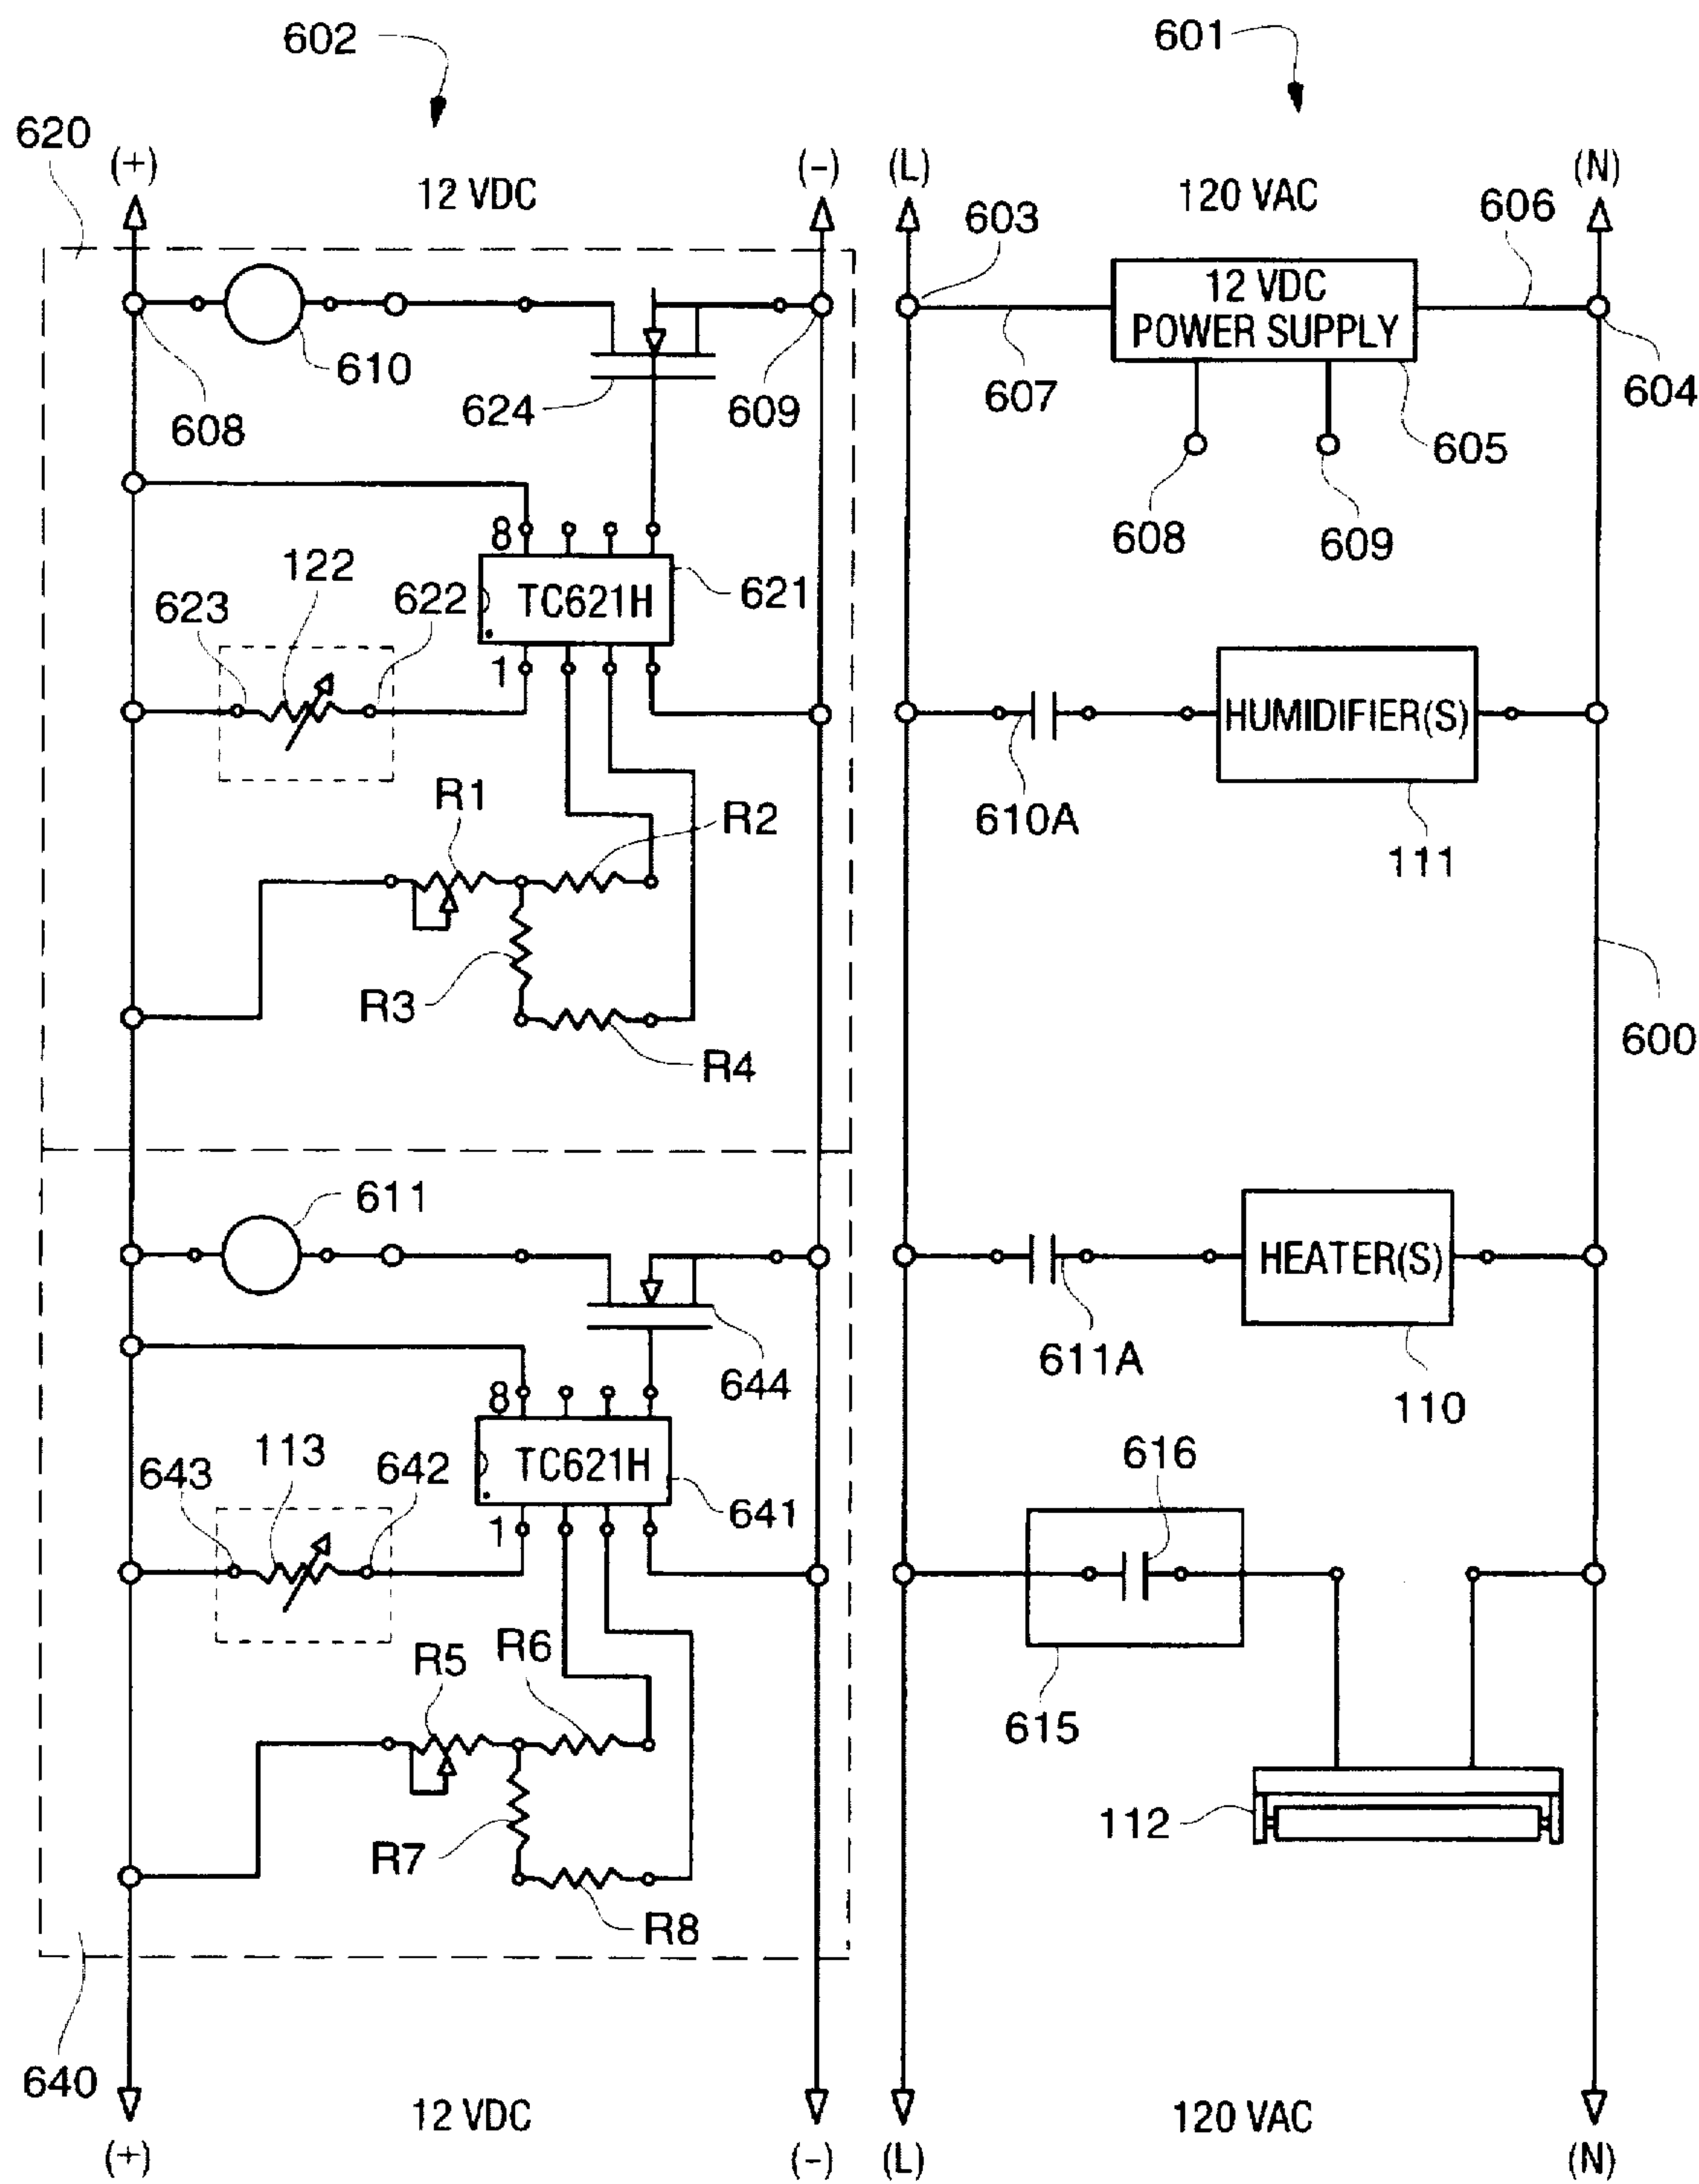 602
601
620
(+)
12 VDC
(-)
(L)
120 VAC
(N)
603
606
12 VDC
POWER SUPPLY
610
624
608
609
607
604
605
608
609
8
122
623
622
TC621H
621
1
HUMIDIFIER(S)
610A
111
R1
R2
R3
R4
600
611
HEATER(S)
611A
110
644
8
113
643
642
TC621H
641
1
616
R5
R6
615
R7
112
R8
640
12 VDC
120 VAC
(+)
(-)
(L)
(N)